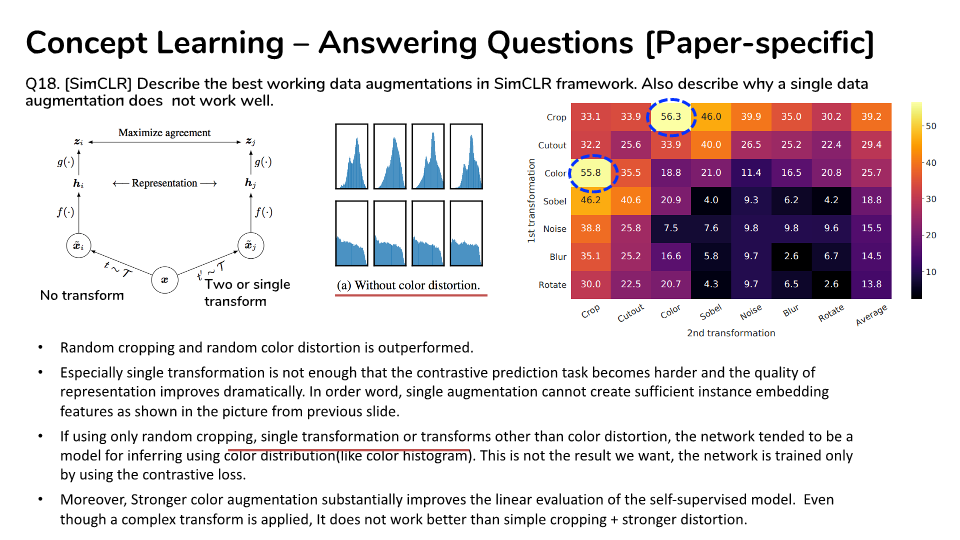 Concept Learning – Answering Questions [Paper-specific]
Q18. [SimCLR] Describe the best working data augmentations in SimCLR framework. Also describe why a single data
augmentation does not work well.
Maximize agreement
z_i z_j
g(·) g(·)
h_i ← Representation → h_j
f(·) f(·)
x̃_i x̃_j
t ~ T t' ~ T
x
No transform
Two or single
transform
(a) Without color distortion.
1st transformation
Crop 33.1 33.9 56.3 46.0 39.9 35.0 30.2 39.2
Cutout 32.2 25.6 33.9 40.0 26.5 25.2 22.4 29.4
Color 55.8 35.5 18.8 21.0 11.4 16.5 20.8 25.7
Sobel 46.2 40.6 20.9 4.0 9.3 6.2 4.2 18.8
Noise 38.8 25.8 7.5 7.6 9.8 9.8 9.6 15.5
Blur 35.1 25.2 16.6 5.8 9.7 2.6 6.7 14.5
Rotate 30.0 22.5 20.7 4.3 9.7 6.5 2.6 13.8
Crop Cutout Color Sobel Noise Blur Rotate Average
2nd transformation
50
40
30
20
10
• Random cropping and random color distortion is outperformed.
• Especially single transformation is not enough that the contrastive prediction task becomes harder and the quality of
representation improves dramatically. In order word, single augmentation cannot create sufficient instance embedding
features as shown in the picture from previous slide.
• If using only random cropping, single transformation or transforms other than color distortion, the network tended to be a
model for inferring using color distribution(like color histogram). This is not the result we want, the network is trained only
by using the contrastive loss.
• Moreover, Stronger color augmentation substantially improves the linear evaluation of the self-supervised model. Even
though a complex transform is applied, It does not work better than simple cropping + stronger distortion.